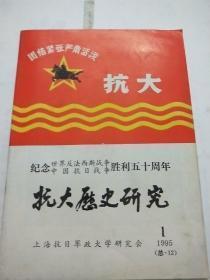 团结紧张严肃活泼
抗大
纪念世界反法西斯战争中国抗日战争胜利五十周年
抗大歷史研究
1
1995
(总·12)
上海抗日军政大学研究会